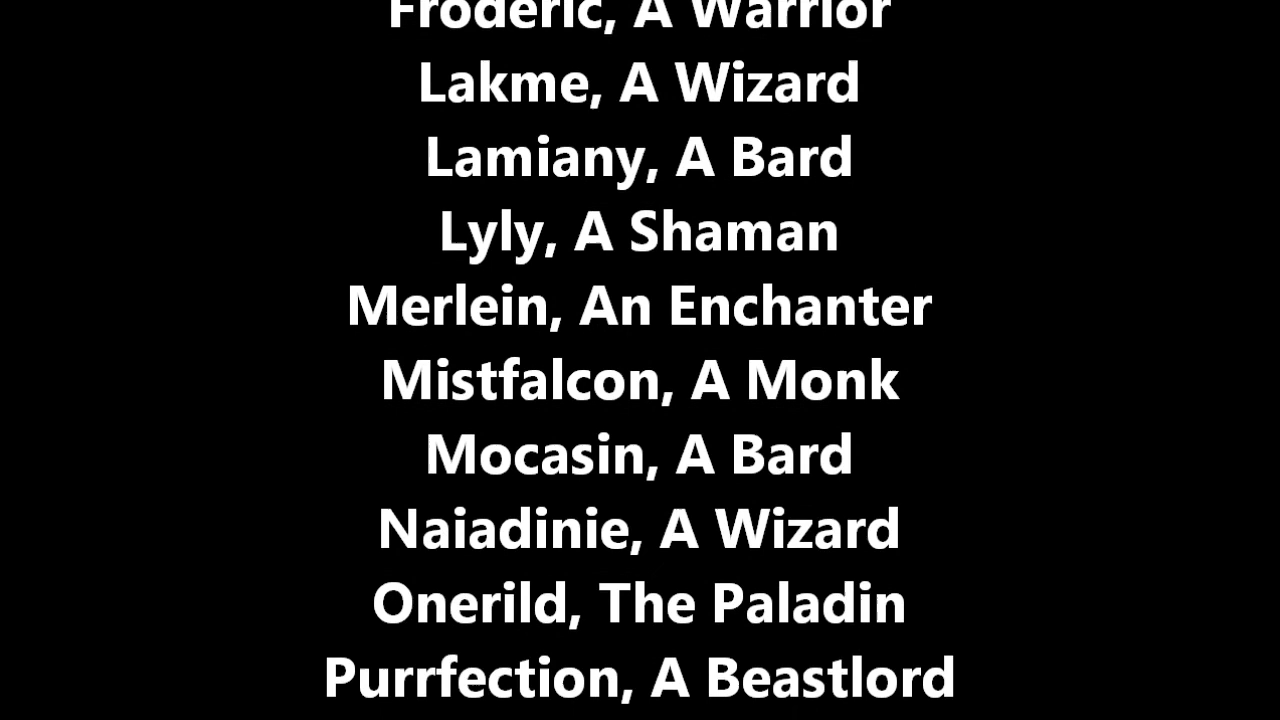 Froderic, A Warrior
Lakme, A Wizard
Lamiany, A Bard
Lyly, A Shaman
Merlein, An Enchanter
Mistfalcon, A Monk
Mocasin, A Bard
Naiadinie, A Wizard
Onerild, The Paladin
Purrfection, A Beastlord